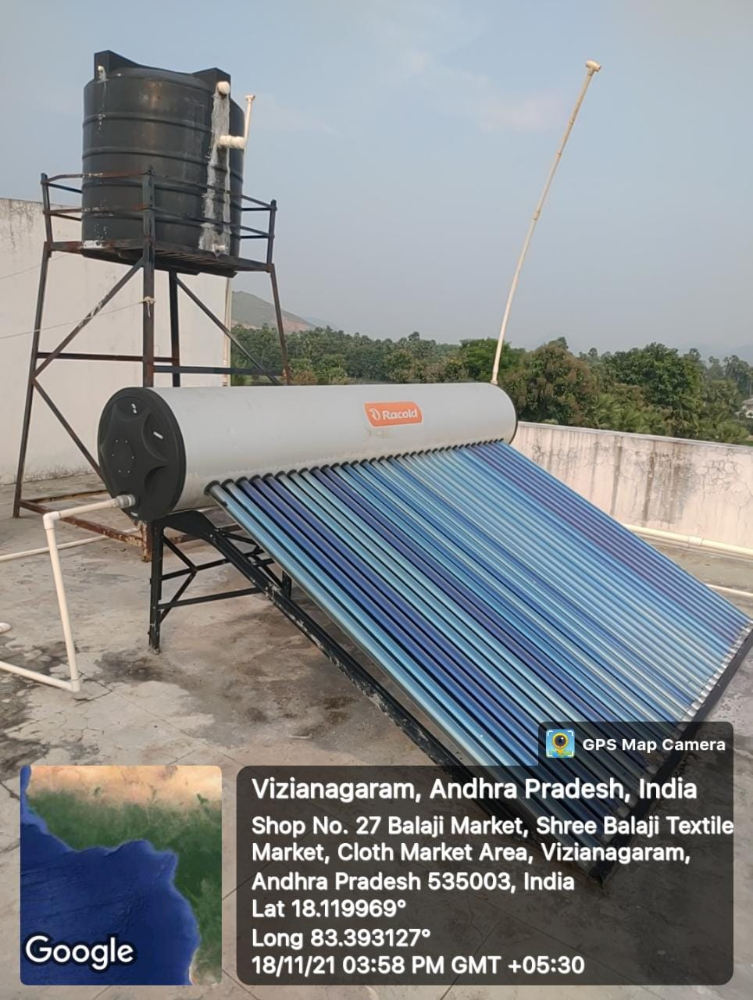 Racold
GPS Map Camera
Vizianagaram, Andhra Pradesh, India
Shop No. 27 Balaji Market, Shree Balaji Textile
Market, Cloth Market Area, Vizianagaram,
Andhra Pradesh 535003, India
Lat 18.119969°
Long 83.393127°
18/11/21 03:58 PM GMT +05:30
Google